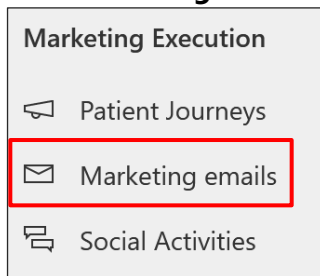 Marketing Execution
Patient Journeys
Marketing emails
Social Activities